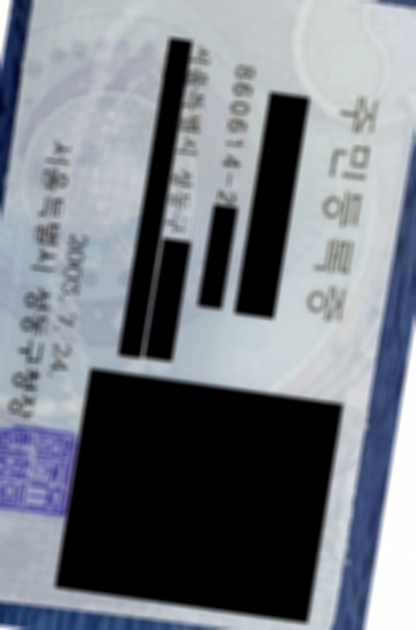 주민등록증
860614-2
서울특별시 성동구
2003. 7. 24.
서울특별시 성동구청장